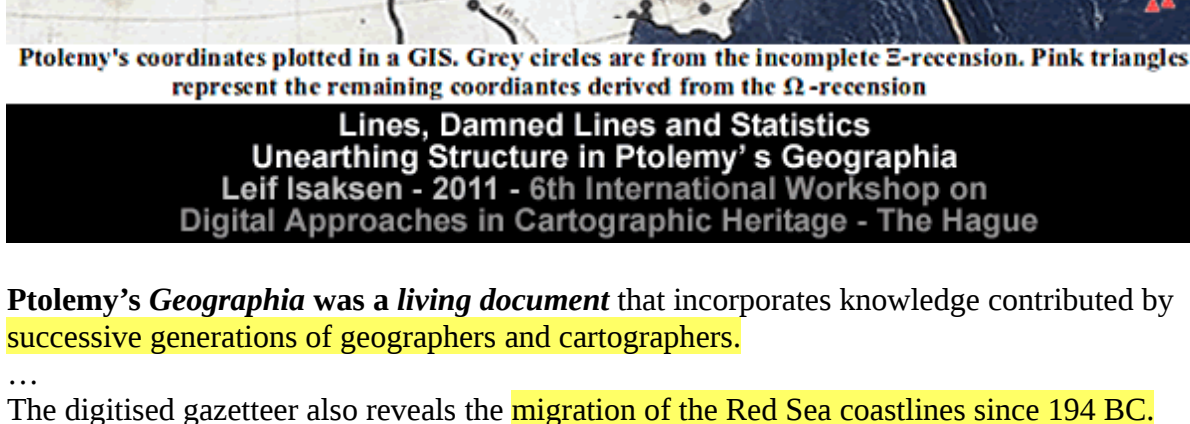 Ptolemy's coordinates plotted in a GIS. Grey circles are from the incomplete Ξ-recension. Pink triangles
represent the remaining coordiantes derived from the Ω -recension
Lines, Damned Lines and Statistics
Unearthing Structure in Ptolemy' s Geographia
Leif Isaksen - 2011 - 6th International Workshop on
Digital Approaches in Cartographic Heritage - The Hague
Ptolemy’s Geographia was a living document that incorporates knowledge contributed by
successive generations of geographers and cartographers.
…
The digitised gazetteer also reveals the migration of the Red Sea coastlines since 194 BC.